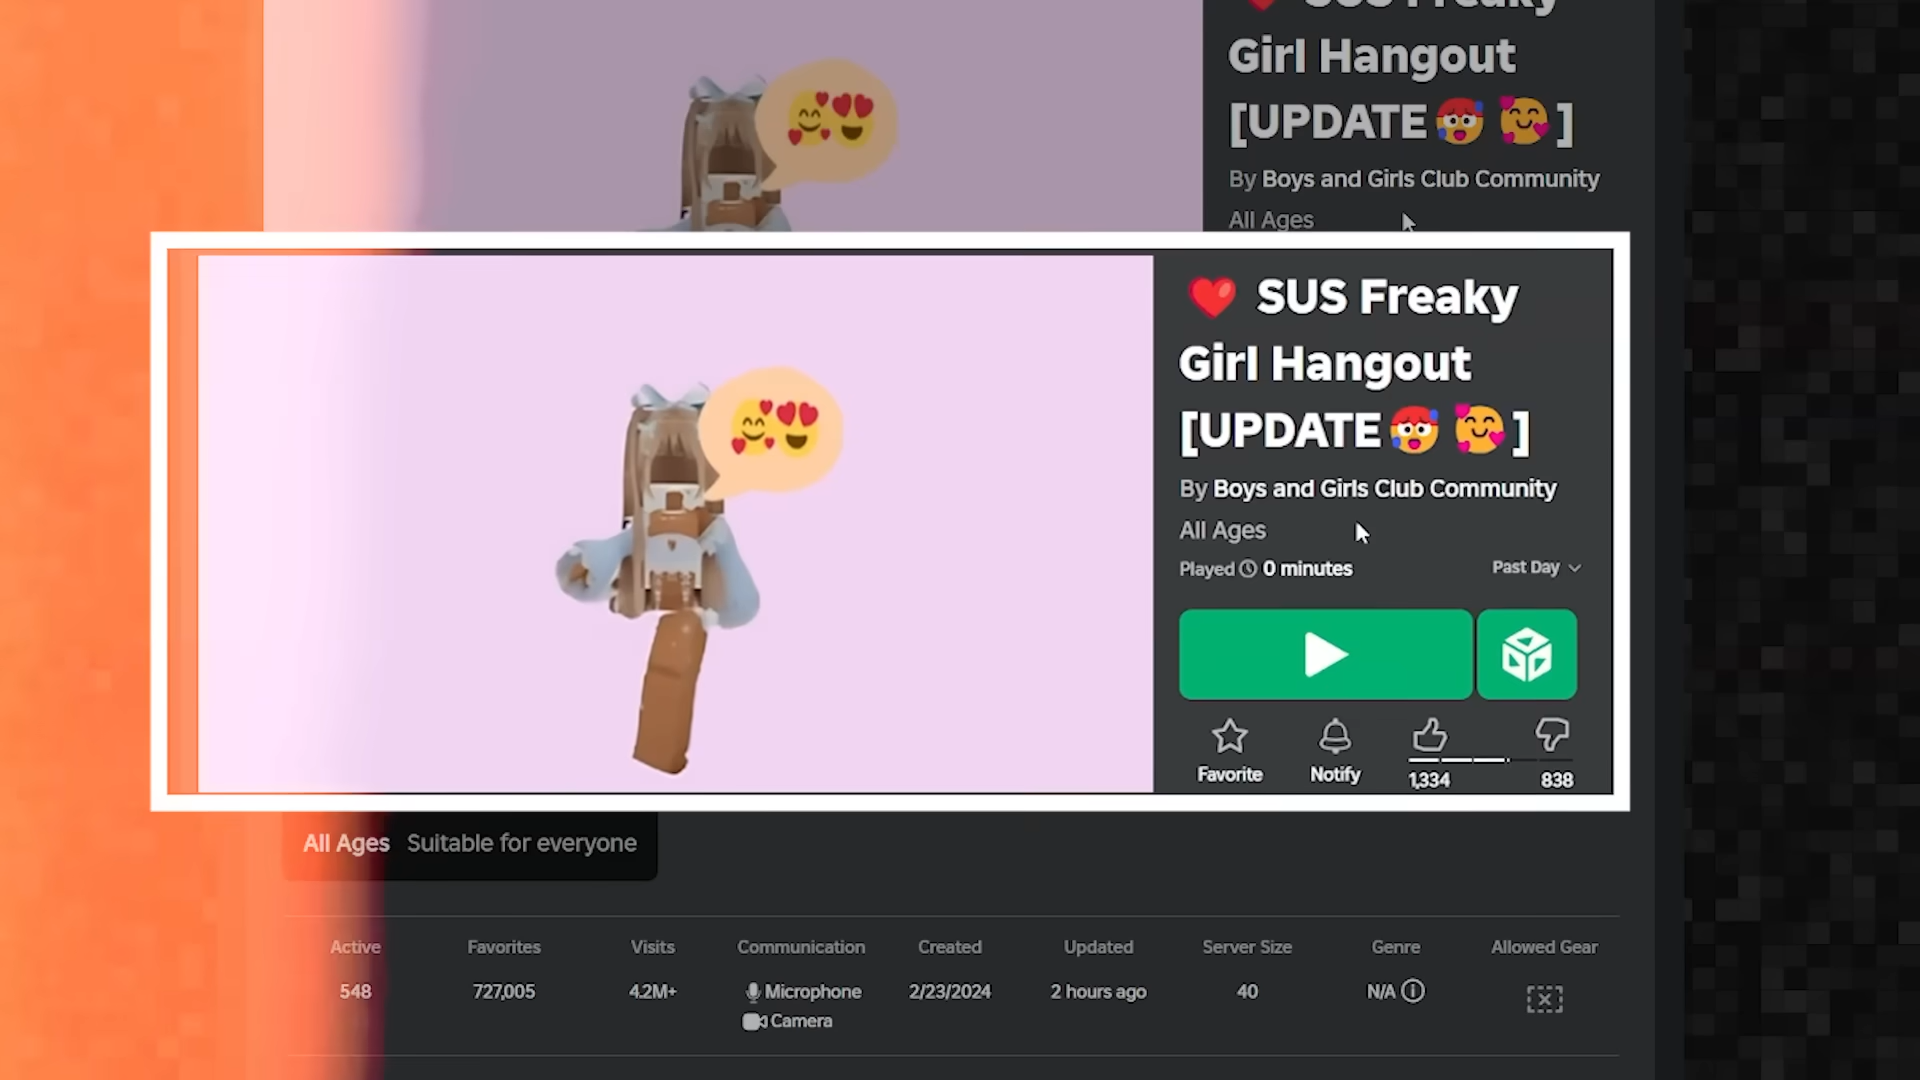 SUS Freaky
Girl Hangout
[UPDATE🥵 🥰]
By Boys and Girls Club Community
All Ages
❤️ SUS Freaky
Girl Hangout
[UPDATE🥵 🥰]
By Boys and Girls Club Community
All Ages
Played 0 minutes
Past Day
Favorite
Notify
1,334
838
All Ages Suitable for everyone
Active Favorites Visits Communication Created Updated Server Size Genre Allowed Gear
548 727,005 4.2M+ Microphone 2/23/2024 2 hours ago 40 N/A
Camera